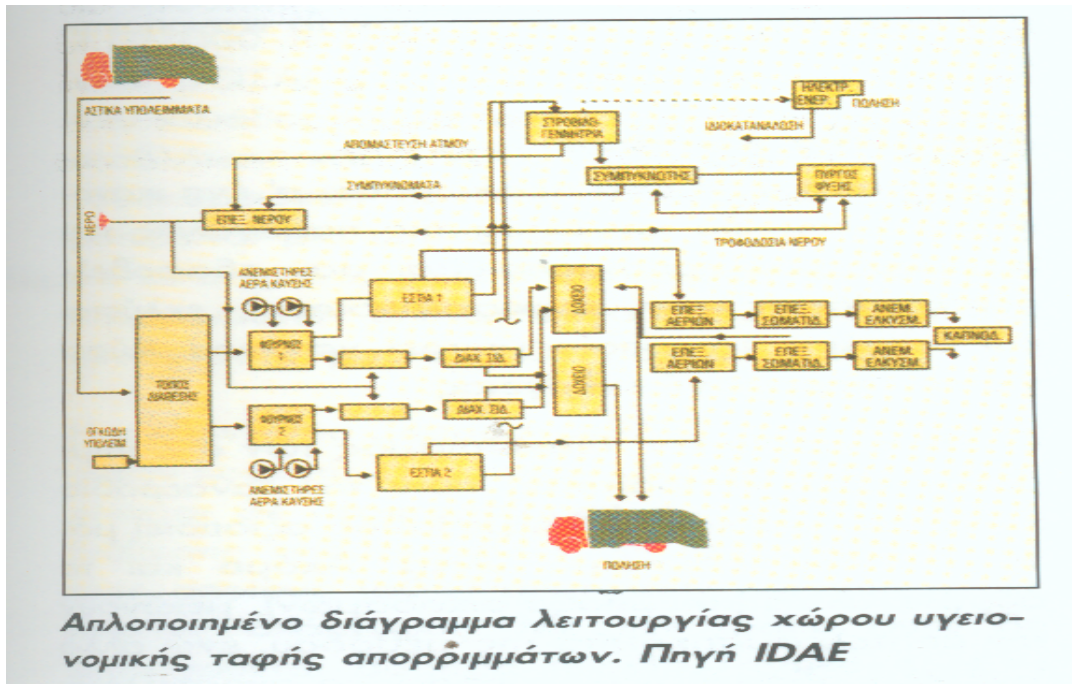 ΑΣΤΙΚΑ ΥΠΟΛΕΙΜΜΑΤΑ
ΗΛΕΚΤΡ.
ΕΝΕΡ.
ΠΩΛΗΣΗ
ΙΔΙΟΚΑΤΑΝΑΛΩΣΗ
ΣΤΡΟΒΙΛΟ-
ΓΕΝΝΗΤΡΙΑ
ΑΠΟΜΑΣΤΕΥΣΗ ΑΤΜΟΥ
ΣΥΜΠΥΚΝΩΤΗΣ
ΠΥΡΓΟΣ
ΨΥΞΗΣ
ΣΥΜΠΥΚΝΩΜΑΣΑ
ΝΕΡΟ
ΕΠΕΞ. ΝΕΡΟΥ
ΤΡΟΦΟΔΟΣΙΑ ΝΕΡΟΥ
ΑΝΕΜΙΣΤΗΡΕΣ
ΑΕΡΑ ΚΑΥΣΗΣ
ΕΣΤΙΑ 1
ΔΟΧΕΙΟ
ΕΠΕΞ.
ΑΕΡΙΩΝ
ΕΠΕΞ.
ΣΩΜΑΤΙΔ.
ΑΝΕΜ.
ΕΛΚΥΣΜ.
ΚΑΠΝΟΔ.
ΦΟΥΡΝΟΣ
1
ΔΙΑΧ. ΣΙΔ.
ΤΟΠΟΣ
ΔΙΑΘΕΣΗΣ
ΔΟΧΕΙΟ
ΕΠΕΞ.
ΑΕΡΙΩΝ
ΕΠΕΞ.
ΣΩΜΑΤΙΔ.
ΑΝΕΜ.
ΕΛΚΥΣΜ.
ΦΟΥΡΝΟΣ
2
ΔΙΑΧ. ΣΙΔ.
ΟΓΚΩΔΗ
ΥΠΟΛΕΙΜ.
ΕΣΤΙΑ 2
ΑΝΕΜΙΣΤΗΡΕΣ
ΑΕΡΑ ΚΑΥΣΗΣ
ΠΩΛΗΣΗ
Απλοποιημένο διάγραμμα λειτουργίας χώρου υγειο-
νομικής ταφής απορριμμάτων. Πηγή IDAE